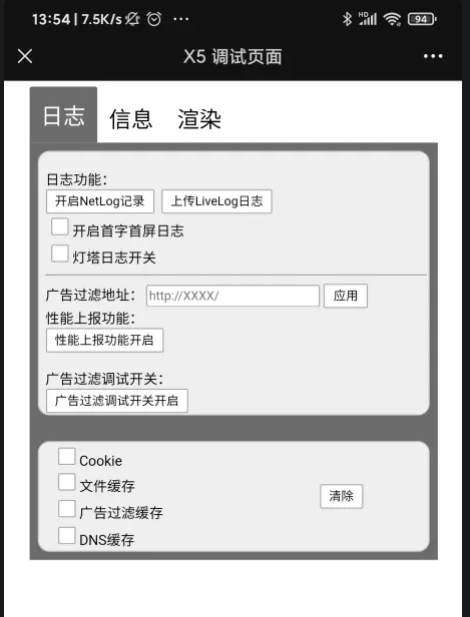 13:54 | 7.5K/s ... HD 94
X5 调试页面
日志 信息 渲染
日志功能：
开启NetLog记录 上传LiveLog日志
开启首字首屏日志
灯塔日志开关
广告过滤地址： http://XXXX/ 应用
性能上报功能：
性能上报功能开启
广告过滤调试开关：
广告过滤调试开关开启
Cookie
文件缓存
清除
广告过滤缓存
DNS缓存